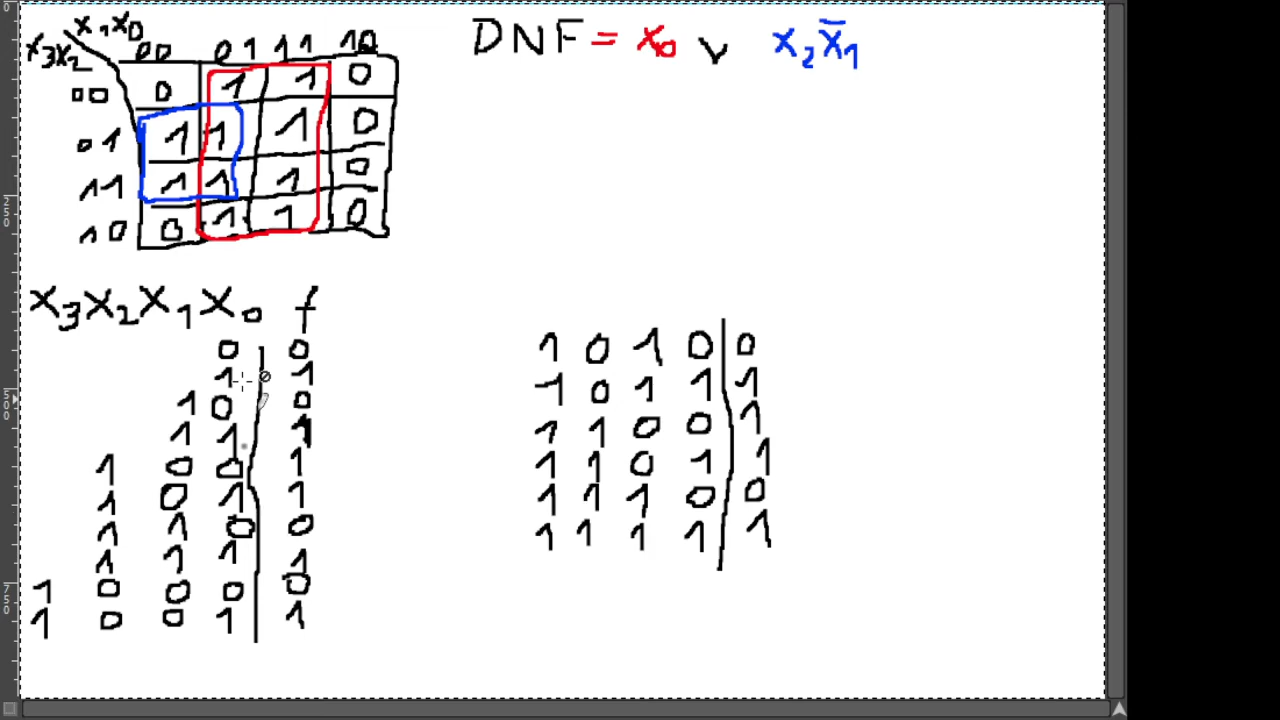 x₁x₀
x₃x₂ 00 01 11 10
00 0 1 1 0
01 1 1 1 0
11 1 1 1 0
10 0 1 1 0
DNF = x₀ ∨ x₂x̄₁
x₃ x₂ x₁ x₀ f
0 0
1 1
1 0 0
1 1 1
1 0 0 1
1 0 1 1
1 1 0 0
1 1 1 1
1 0 0 0 0
1 0 0 1 1
1 0 1 0 0
1 0 1 1 1
1 1 0 0 1
1 1 0 1 1
1 1 1 0 0
1 1 1 1 1
0
250
500
750